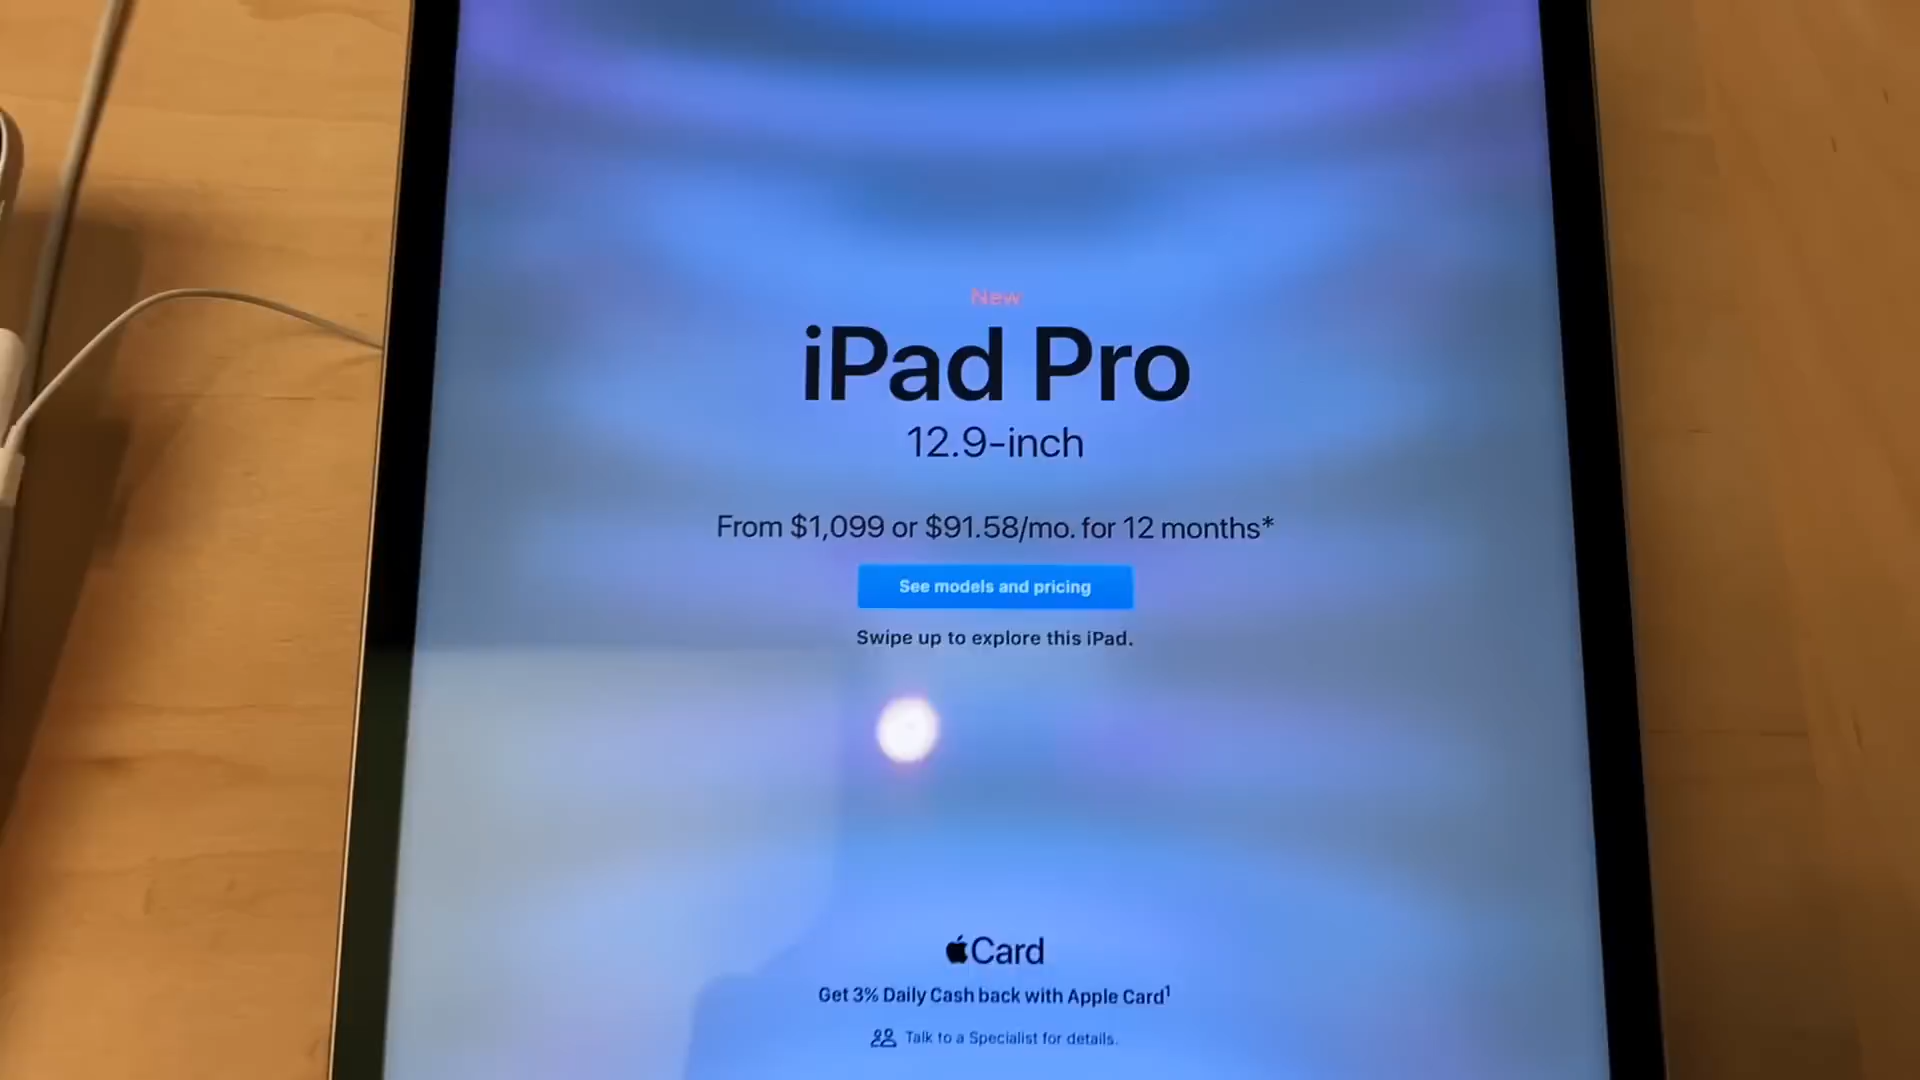 New
iPad Pro
12.9-inch
From $1,099 or $91.58/mo. for 12 months*
See models and pricing
Swipe up to explore this iPad.
Card
Get 3% Daily Cash back with Apple Card¹
Talk to a Specialist for details.